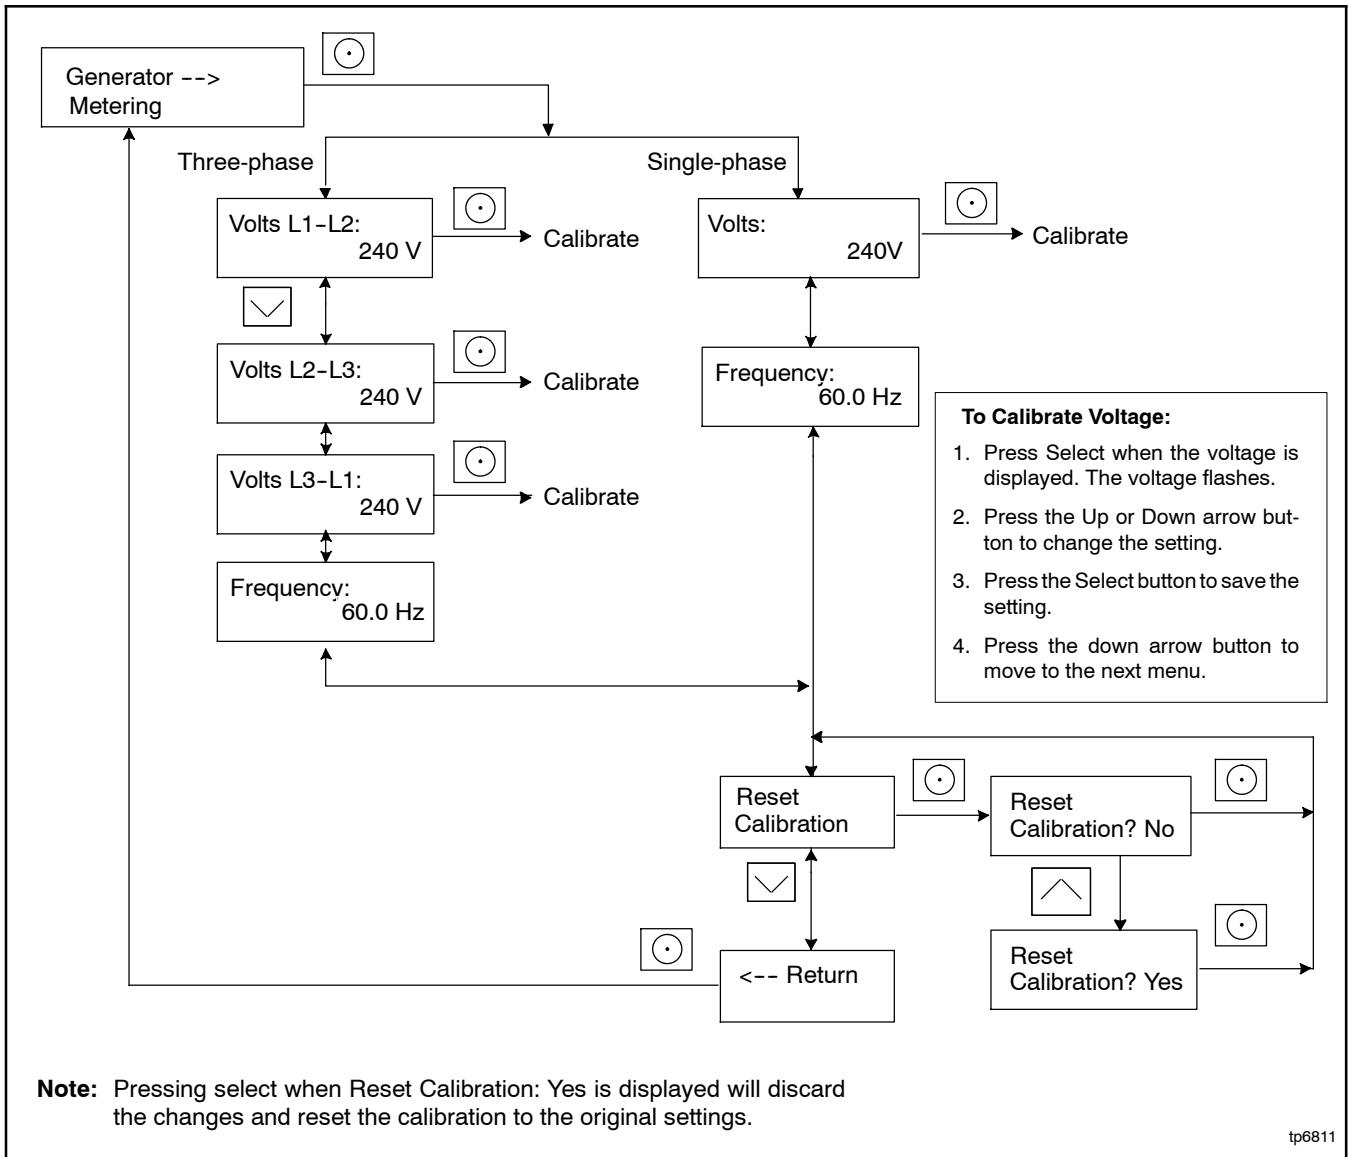 Generator -->
Metering
Three-phase
Single-phase
Volts L1-L2:
240 V
Calibrate
Volts:
240V
Calibrate
Volts L2-L3:
240 V
Calibrate
Frequency:
60.0 Hz
Volts L3-L1:
240 V
Calibrate
Frequency:
60.0 Hz
To Calibrate Voltage:
1. Press Select when the voltage is
displayed. The voltage flashes.
2. Press the Up or Down arrow but-
ton to change the setting.
3. Press the Select button to save the
setting.
4. Press the down arrow button to
move to the next menu.
Reset
Calibration
Reset
Calibration? No
<-- Return
Reset
Calibration? Yes
Note: Pressing select when Reset Calibration: Yes is displayed will discard
the changes and reset the calibration to the original settings.
tp6811